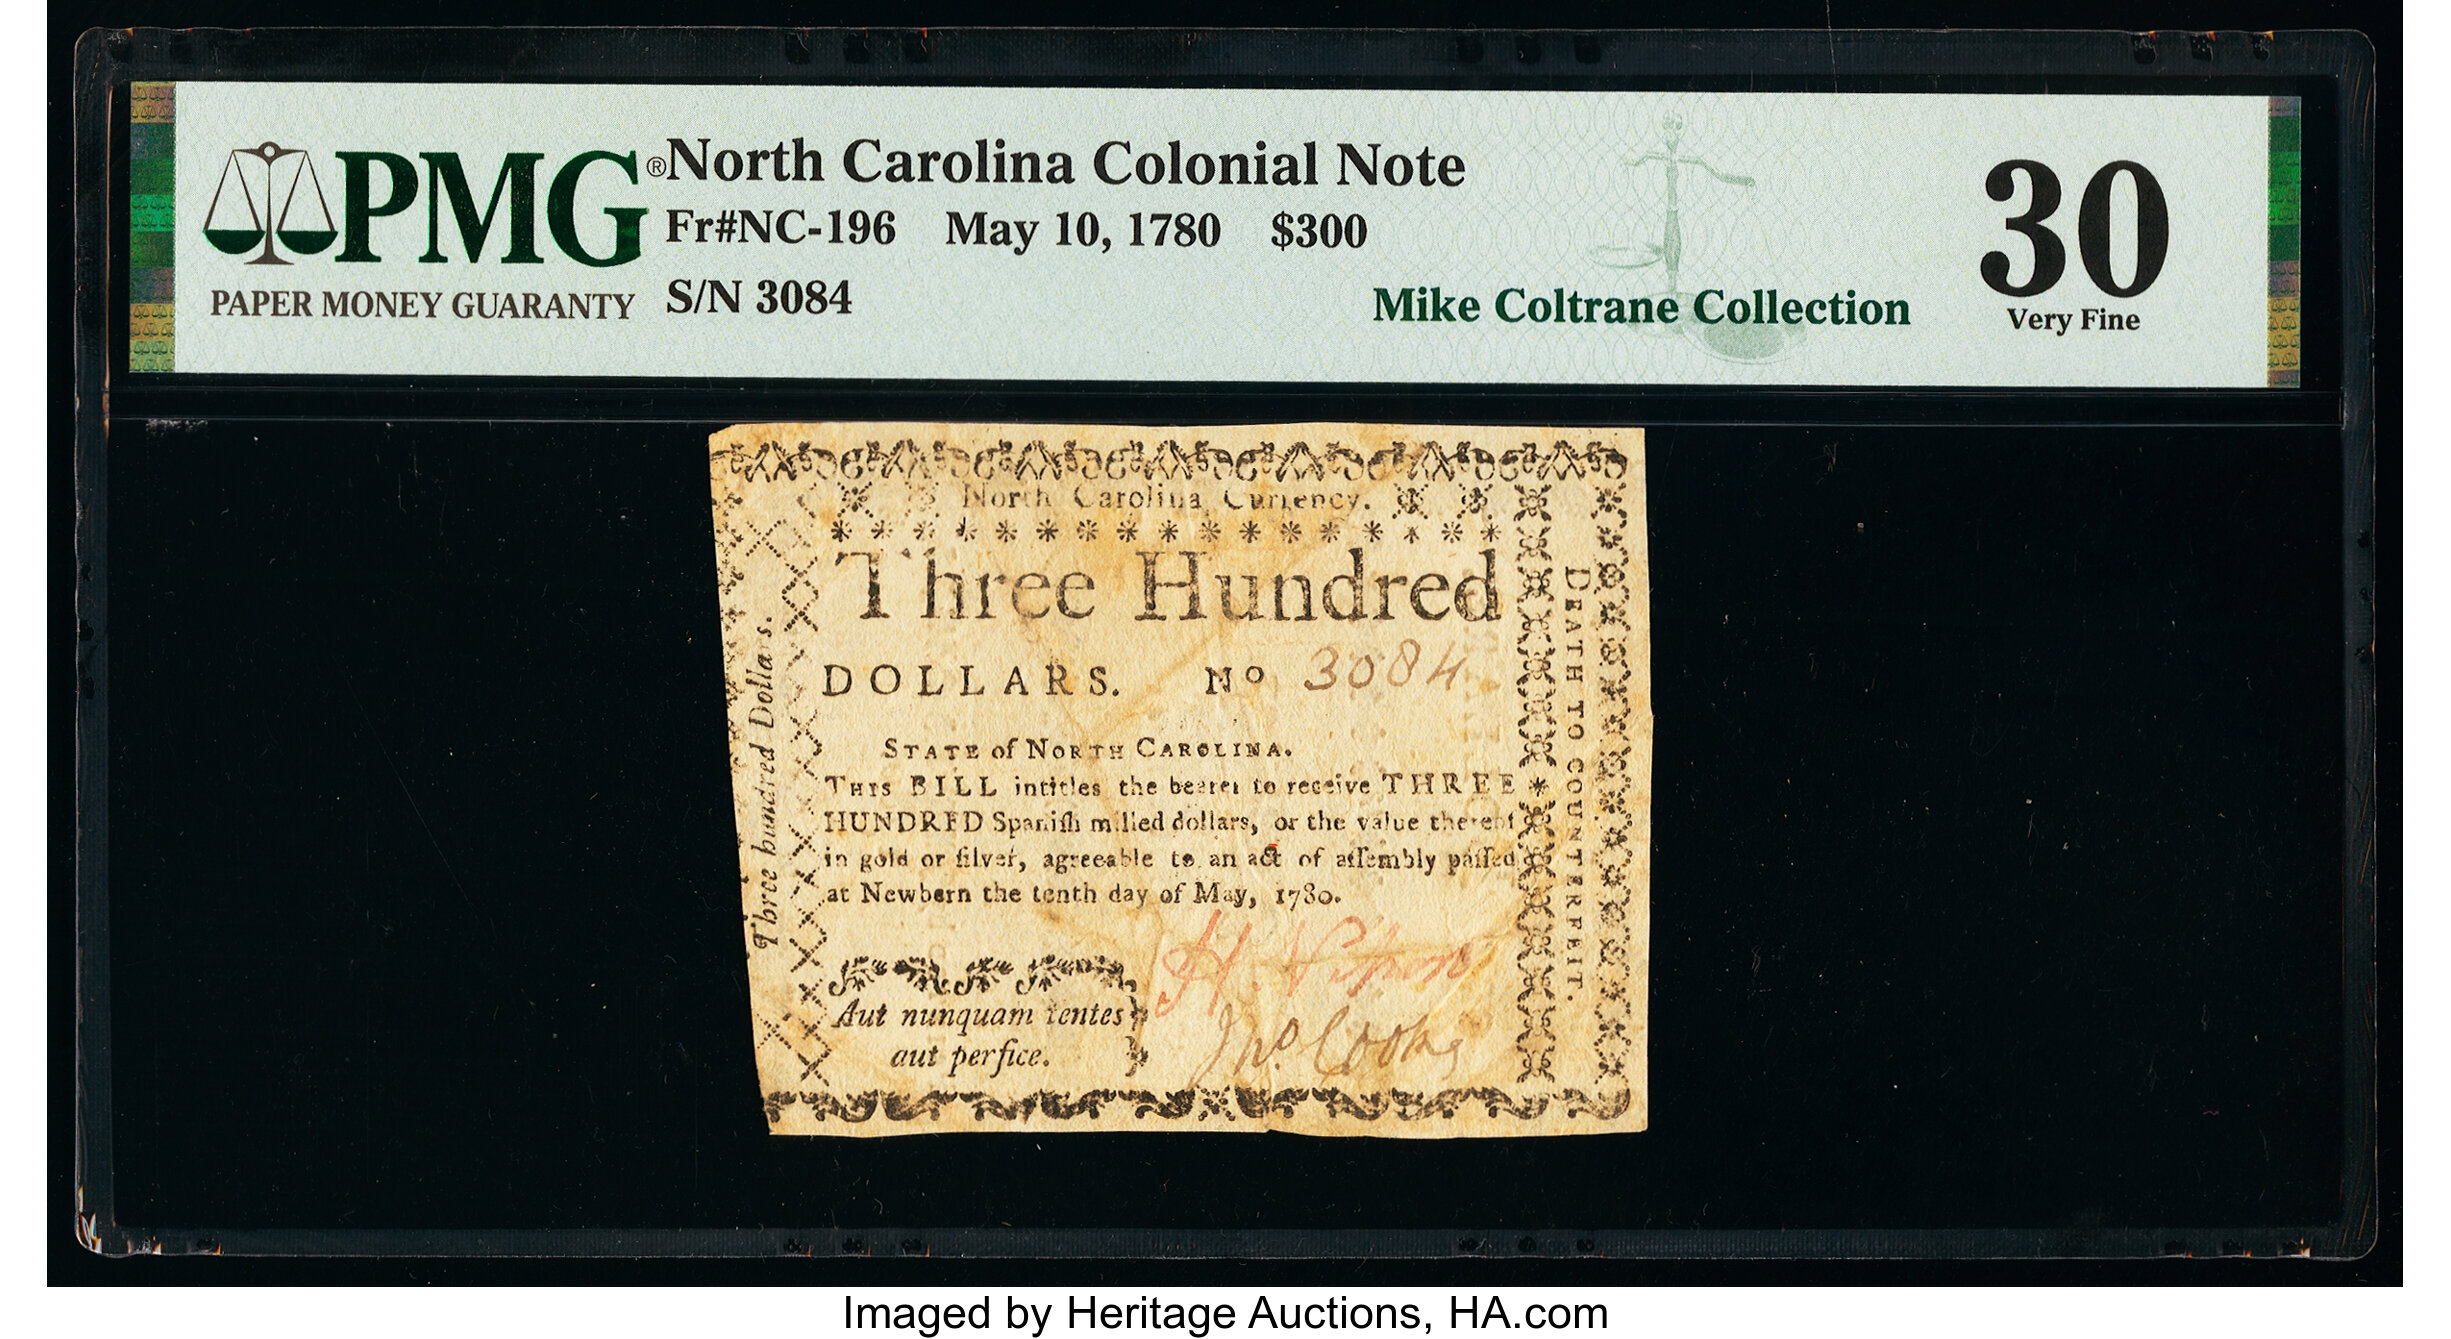 PMG®
PAPER MONEY GUARANTY
North Carolina Colonial Note
Fr#NC-196 May 10, 1780 $300
S/N 3084
Mike Coltrane Collection
30
Very Fine
North Carolina Currency.
* * * * * * * * * * * * * * * * *
Three Hundred
DOLLARS. No 3084
STATE of NORTH CAROLINA.
THIS BILL intitles the bearer to receive THREE
HUNDRED Spaniſh milled dollars, or the value thereof
in gold or ſilver, agreeable to an act of aſſembly paſſed
at Newbern the tenth day of May, 1780.
Aut nunquam tentes
aut perfice.
H.
Jno. Cooke
Three hundred Dollars.
DEATH TO COUNTERFEIT.
Imaged by Heritage Auctions, HA.com